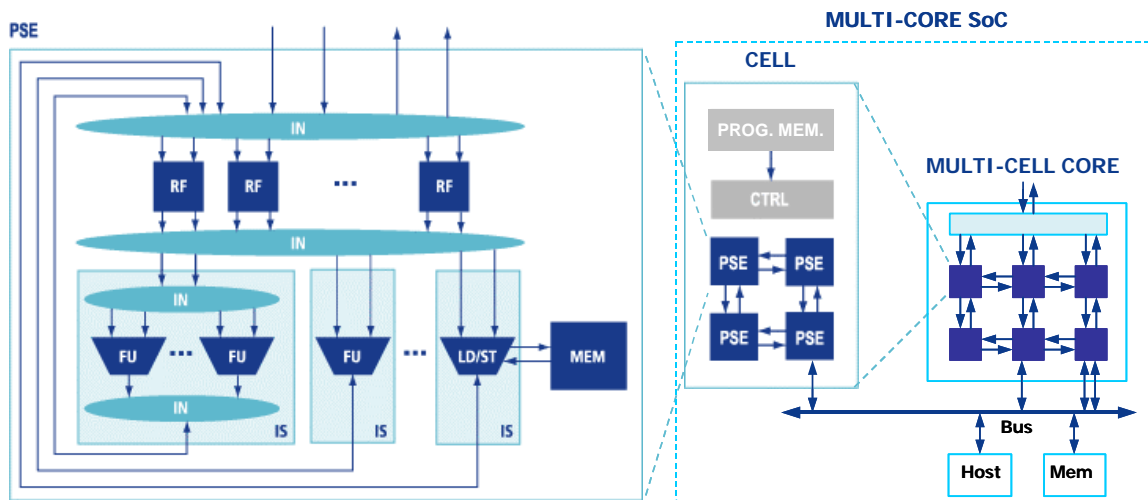 PSE
IN
RF
RF
...
RF
IN
IN
FU
...
FU
FU
...
LD/ST
MEM
IN
IS
IS
IS
MULTI-CORE SoC
CELL
PROG. MEM.
CTRL
PSE
PSE
PSE
PSE
MULTI-CELL CORE
Bus
Host
Mem